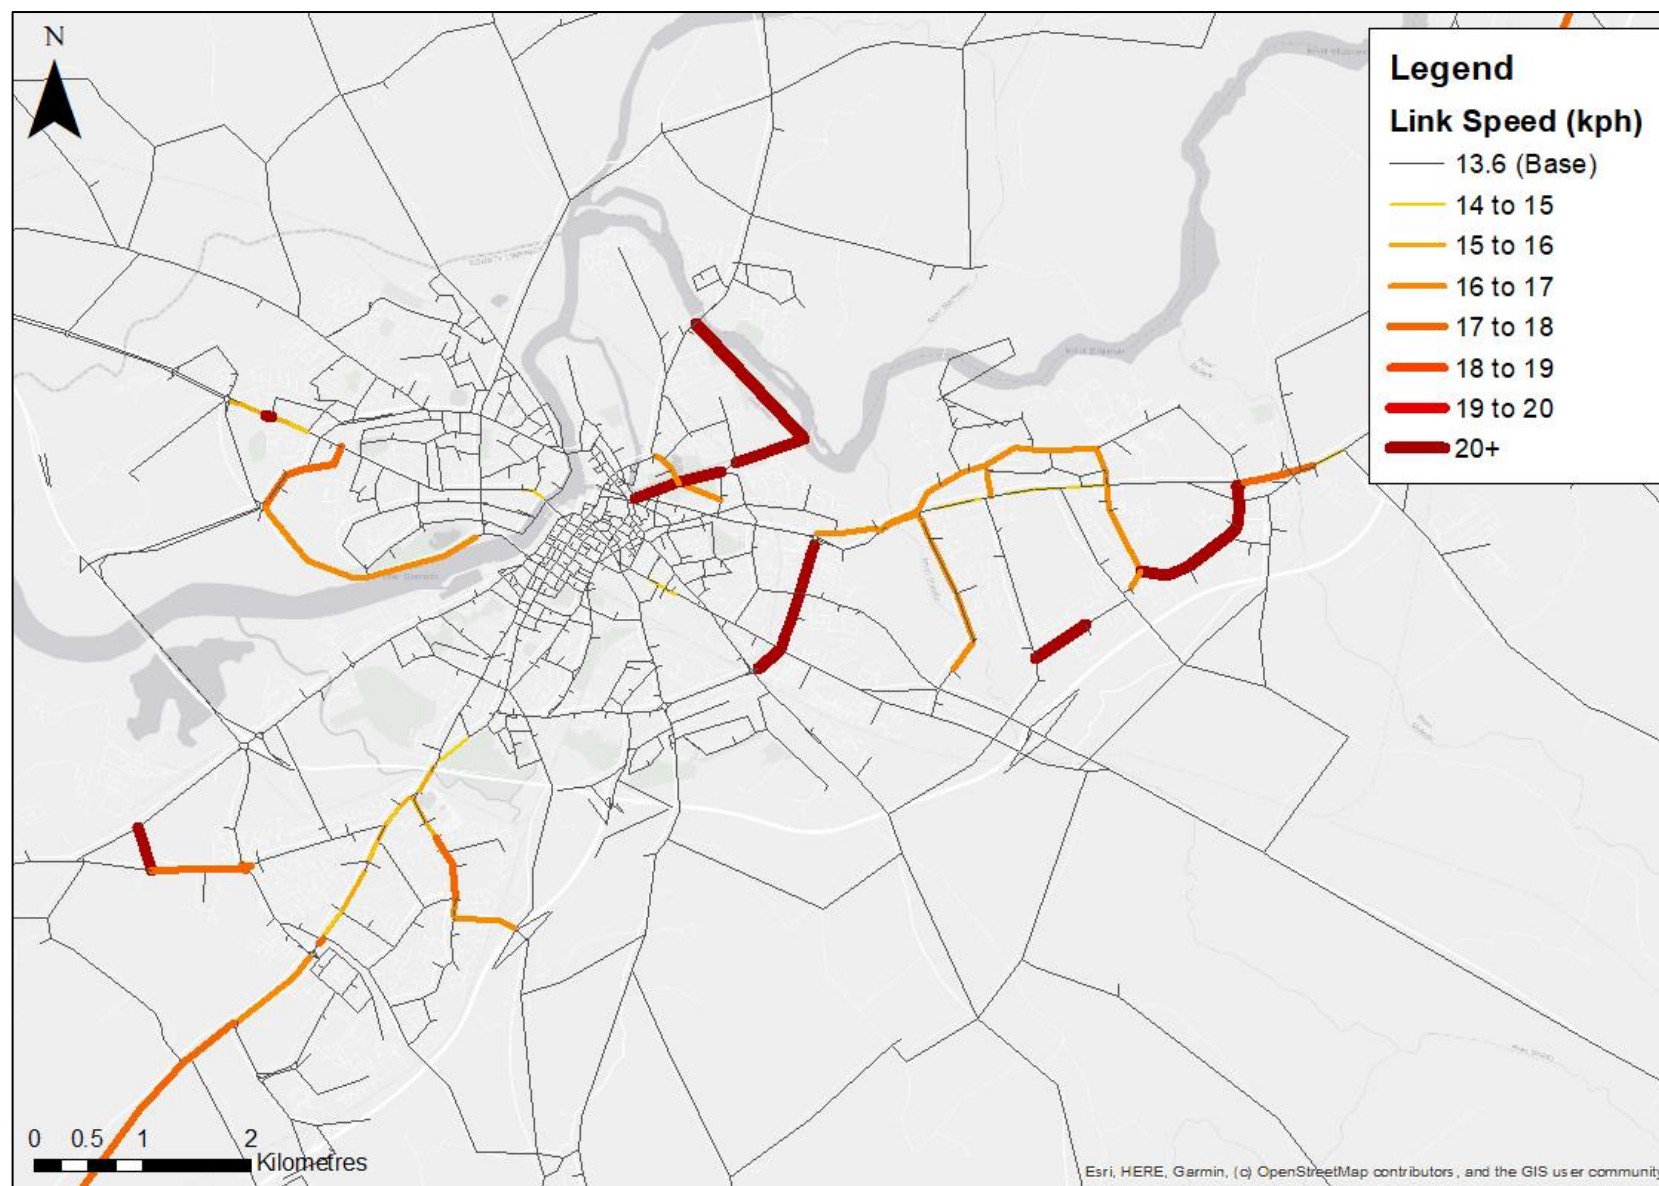 N
Legend
Link Speed (kph)
13.6 (Base)
14 to 15
15 to 16
16 to 17
17 to 18
18 to 19
19 to 20
20+
0 0.5 1 2
Kilometres
Esri, HERE, Garmin, (c) OpenStreetMap contributors, and the GIS user community